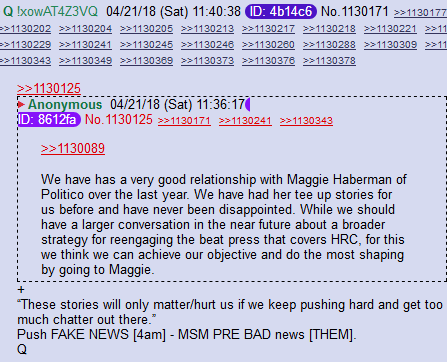 Q !xowAT4Z3VQ 04/21/18 (Sat) 11:40:38 ID: 4b14c6 No.1130171 >>1130177
>>1130202 >>1130204 >>1130205 >>1130213 >>1130217 >>1130218 >>1130221 >>11
>>1130229 >>1130241 >>1130245 >>1130246 >>1130260 >>1130288 >>1130309 >>11
>>1130343 >>1130349 >>1130369 >>1130373 >>1130376 >>1130378
>>1130125
Anonymous 04/21/18 (Sat) 11:36:17
ID: 8612fa No.1130125 >>1130171 >>1130241 >>1130343
>>1130089
We have has a very good relationship with Maggie Haberman of
Politico over the last year. We have had her tee up stories for
us before and have never been disappointed. While we should
have a larger conversation in the near future about a broader
strategy for reengaging the beat press that covers HRC, for this
we think we can achieve our objective and do the most shaping
by going to Maggie.
+
“These stories will only matter/hurt us if we keep pushing hard and get too
much chatter out there.”
Push FAKE NEWS [4am] - MSM PRE BAD news [THEM].
Q